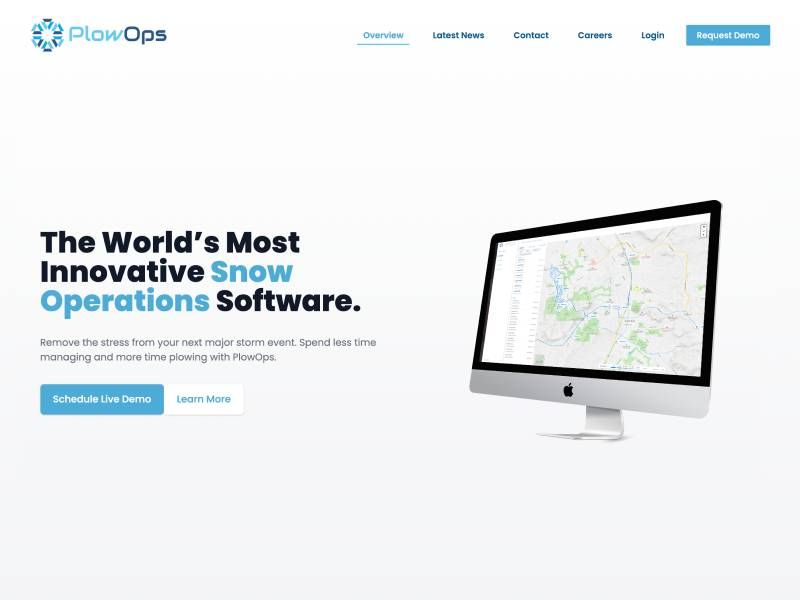 PlowOps
Overview
Latest News
Contact
Careers
Login
Request Demo
The World's Most
Innovative Snow
Operations Software.
Remove the stress from your next major storm event. Spend less time
managing and more time plowing with PlowOps.
Schedule Live Demo
Learn More